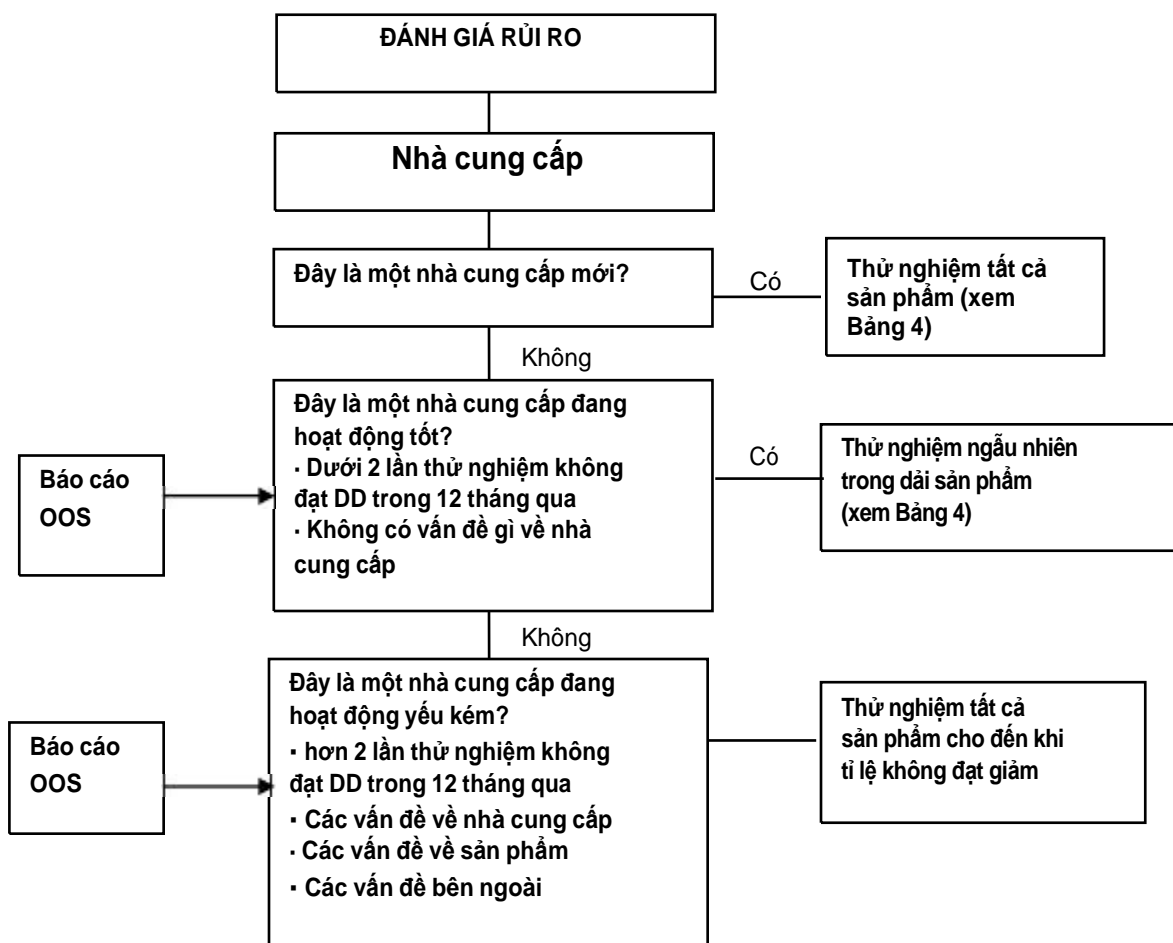 ĐÁNH GIÁ RỦI RO
Nhà cung cấp
Đây là một nhà cung cấp mới?
Có
Thử nghiệm tất cả
sản phẩm (xem
Bảng 4)
Không
Báo cáo
OOS
Đây là một nhà cung cấp đang
hoạt động tốt?
· Dưới 2 lần thử nghiệm không
đạt DD trong 12 tháng qua
· Không có vấn đề gì về nhà
cung cấp
Có
Thử nghiệm ngẫu nhiên
trong dải sản phẩm
(xem Bảng 4)
Không
Báo cáo
OOS
Đây là một nhà cung cấp đang
hoạt động yếu kém?
· hơn 2 lần thử nghiệm không
đạt DD trong 12 tháng qua
· Các vấn đề về nhà cung cấp
· Các vấn đề về sản phẩm
· Các vấn đề bên ngoài
Thử nghiệm tất cả
sản phẩm cho đến khi
tỉ lệ không đạt giảm